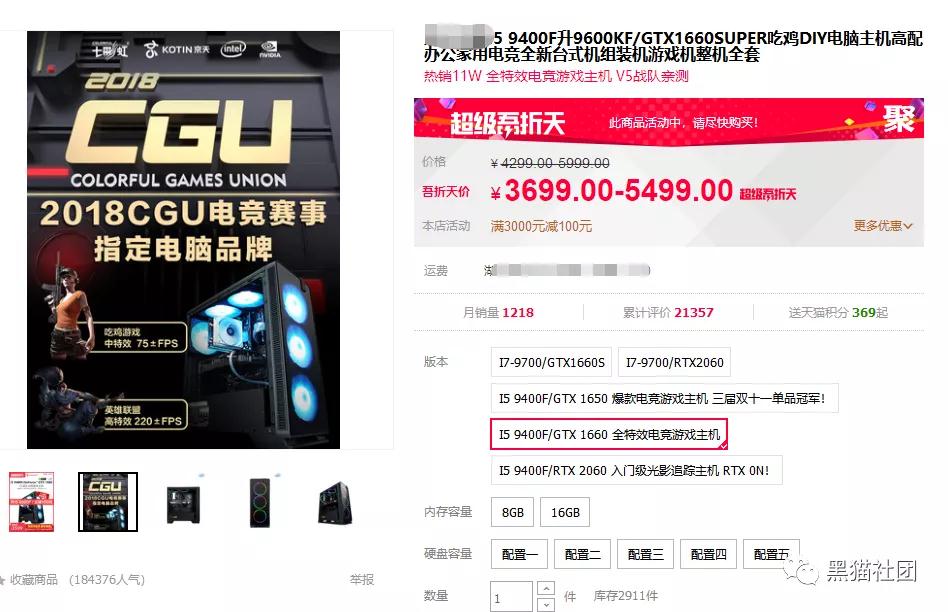 七彩虹 KOTIN京天 intel NVIDIA
2018
CGU
COLORFUL GAMES UNION
2018CGU电竞赛事
指定电脑品牌
吃鸡游戏
中特效 75±FPS
英雄联盟
高特效 220±FPS
收藏商品 (184376人气) 举报
5 9400F升9600KF/GTX1660SUPER吃鸡DIY电脑主机高配
办公家用电竞全新台式机组装机游戏机整机全套
热销11W 全特效电竞游戏主机 V5战队亲测
超级吾折天 此商品活动中，请尽快购买! 聚
价格 ¥4299.00-5999.00
吾折天价 ¥3699.00-5499.00 超级吾折天
本店活动 满3000元减100元 更多优惠
运费
月销量 1218 累计评价 21357 送天猫积分 369起
版本 I7-9700/GTX1660S I7-9700/RTX2060
I5 9400F/GTX 1650 爆款电竞游戏主机 三届双十一单品冠军!
I5 9400F/GTX 1660 全特效电竞游戏主机
I5 9400F/RTX 2060 入门级光影追踪主机 RTX 0N!
内存容量 8GB 16GB
硬盘容量 配置一 配置二 配置三 配置四 配置五
数量 1 件 库存2911件
黑猫社团